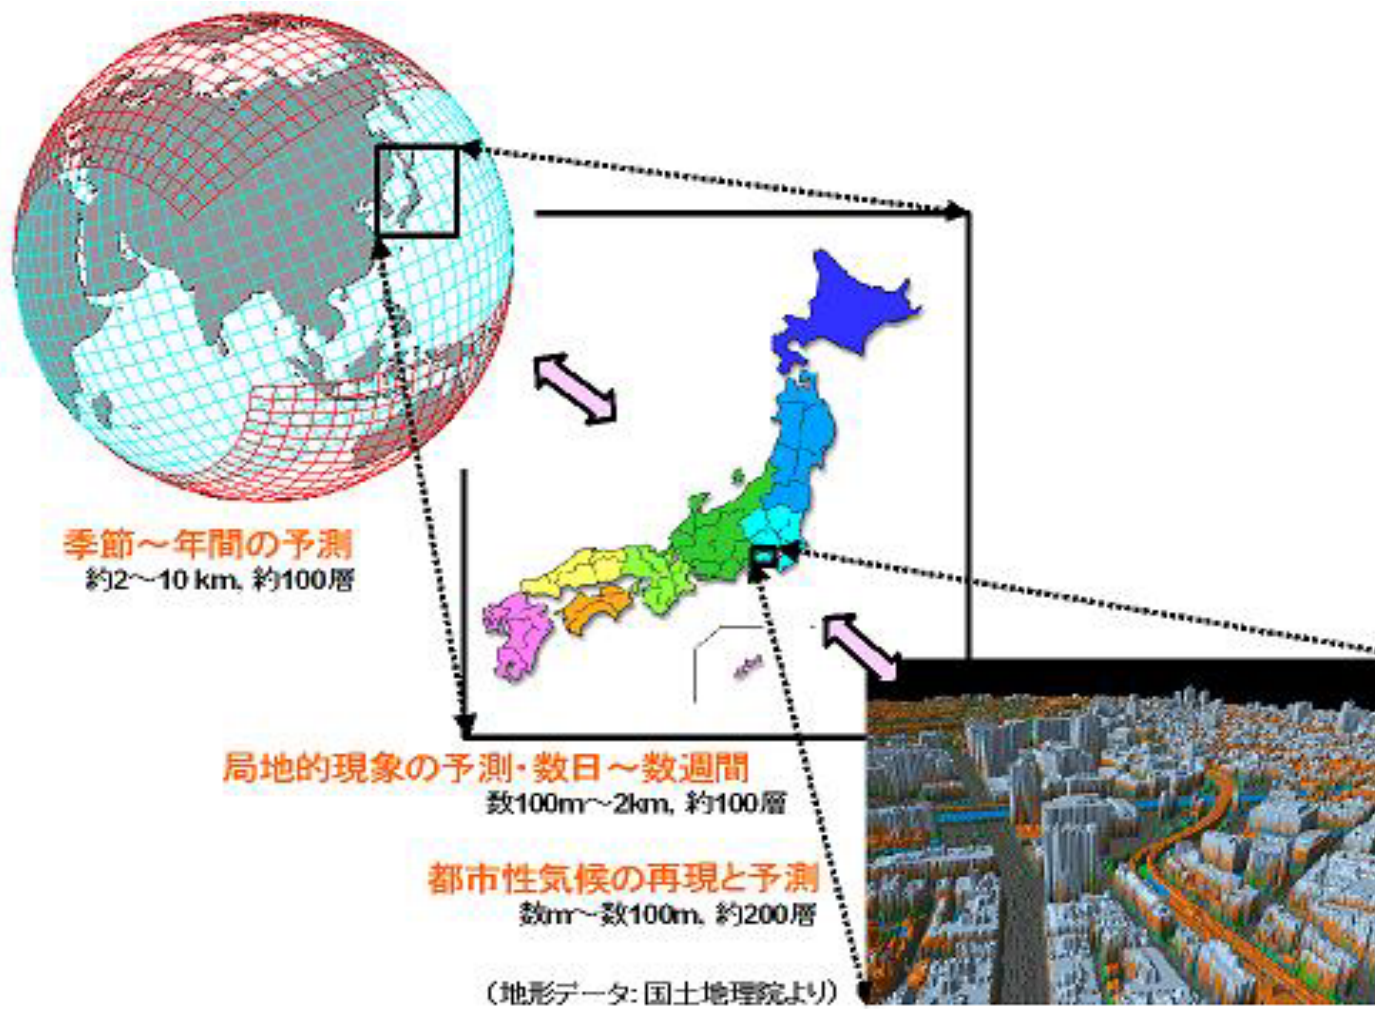 季節～年間の予測
約2～10 km, 約100層
局地的現象の予測・数日～数週間
数100m～2km, 約100層
都市性気候の再現と予測
数m～数100m, 約200層
（地形データ: 国土地理院より）